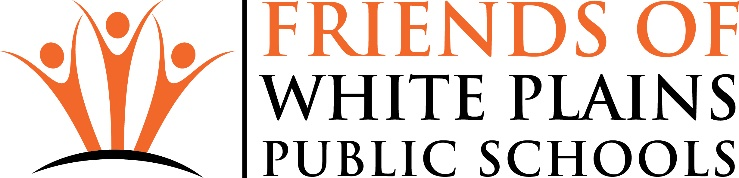 FRIENDS OF
WHITE PLAINS
PUBLIC SCHOOLS